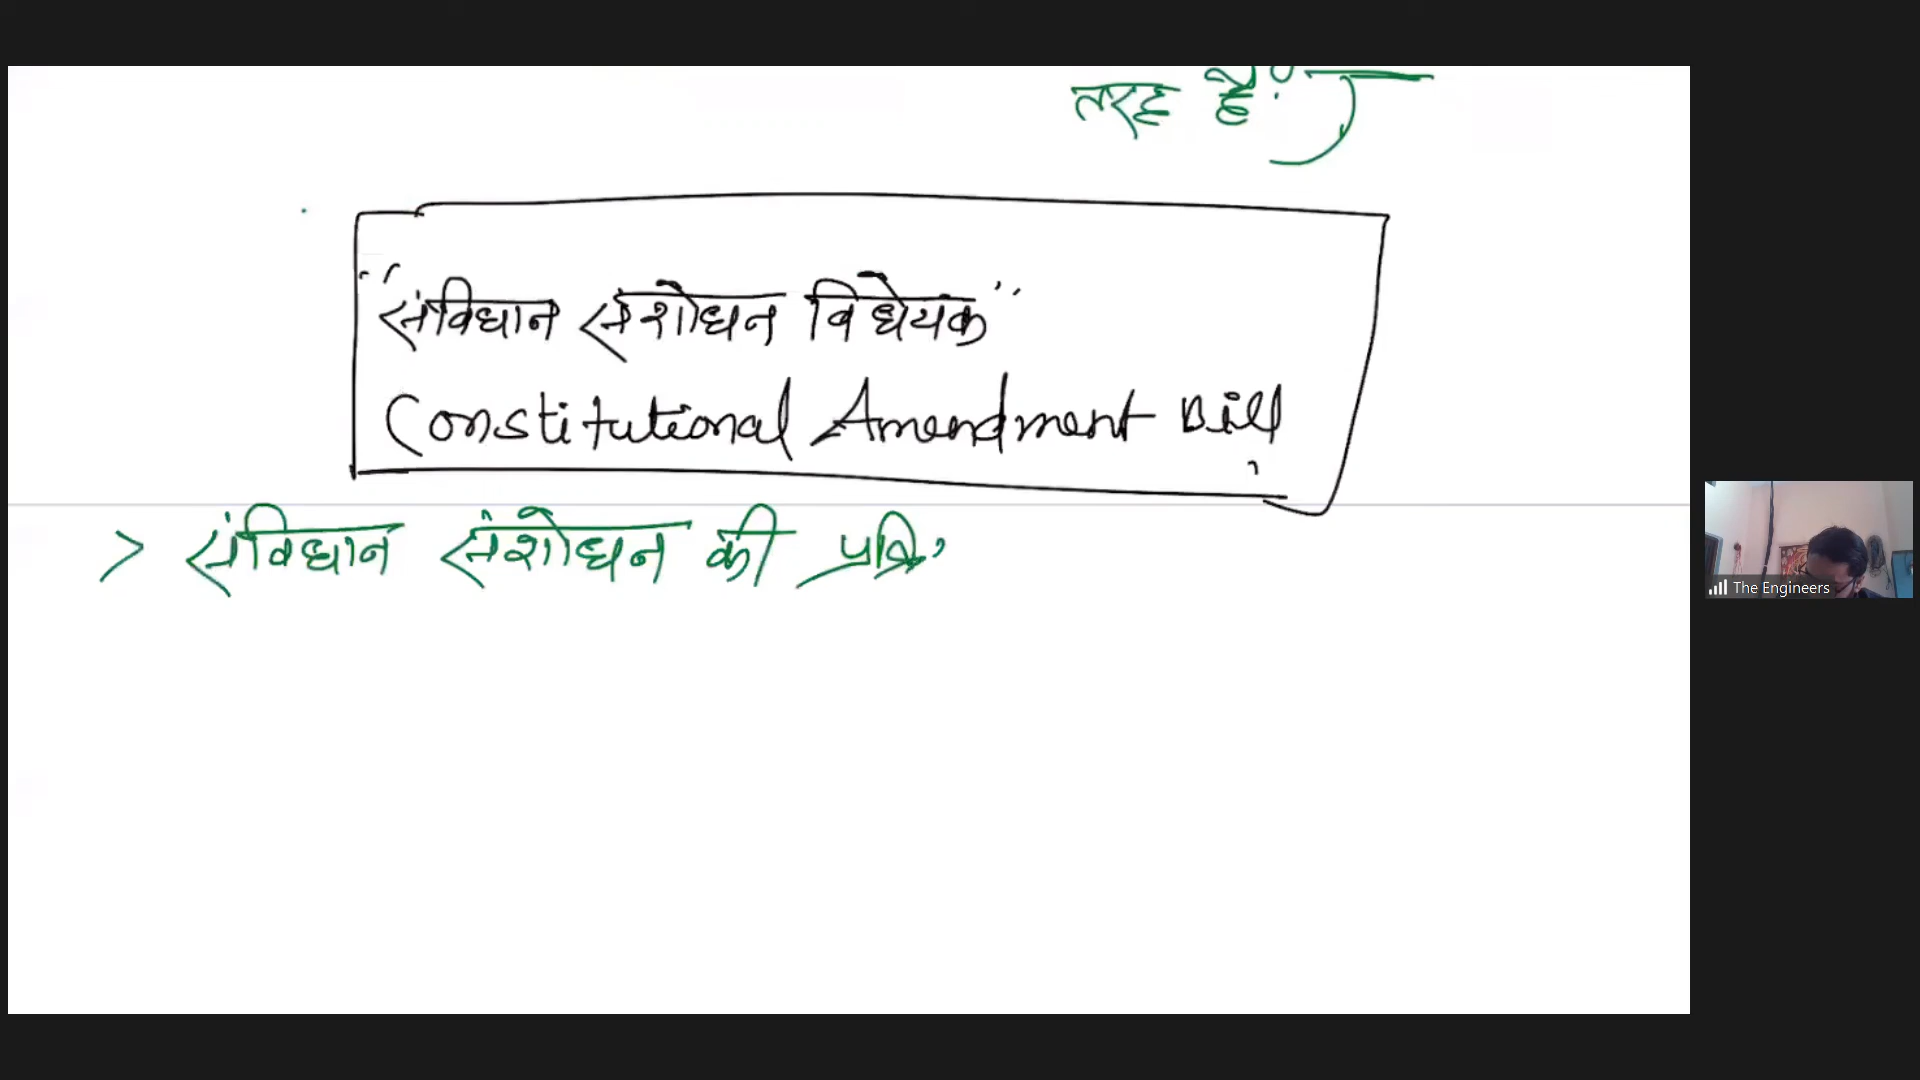 तरह हैं।
"संविधान संशोधन विधेयक"
Constitutional Amendment Bill
> संविधान संशोधन की प्रक्रि
The Engineers